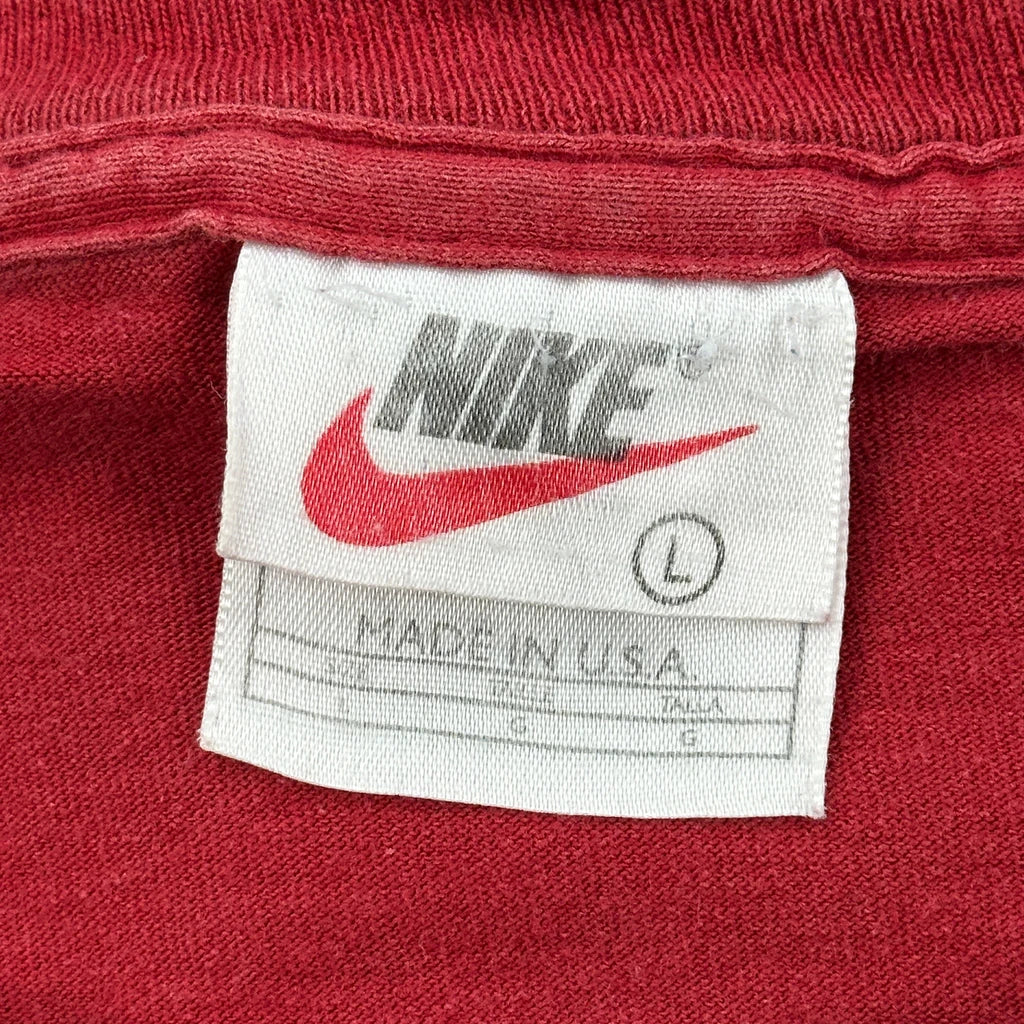 NIKE
L
MADE IN U.S.A.
SIZE TAILLE TALLA
L G G